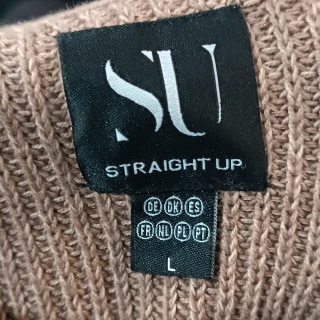 SU
STRAIGHT UP
DE DK ES
FR NL PL PT
L